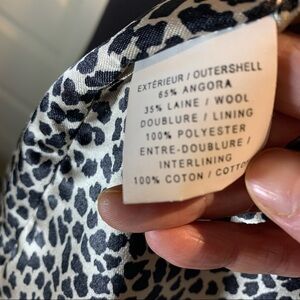 EXTÉRIEUR / OUTERSHELL
65% ANGORA
35% LAINE / WOOL
DOUBLURE / LINING
100% POLYESTER
ENTRE-DOUBLURE /
INTERLINING
100% COTON / COTTON